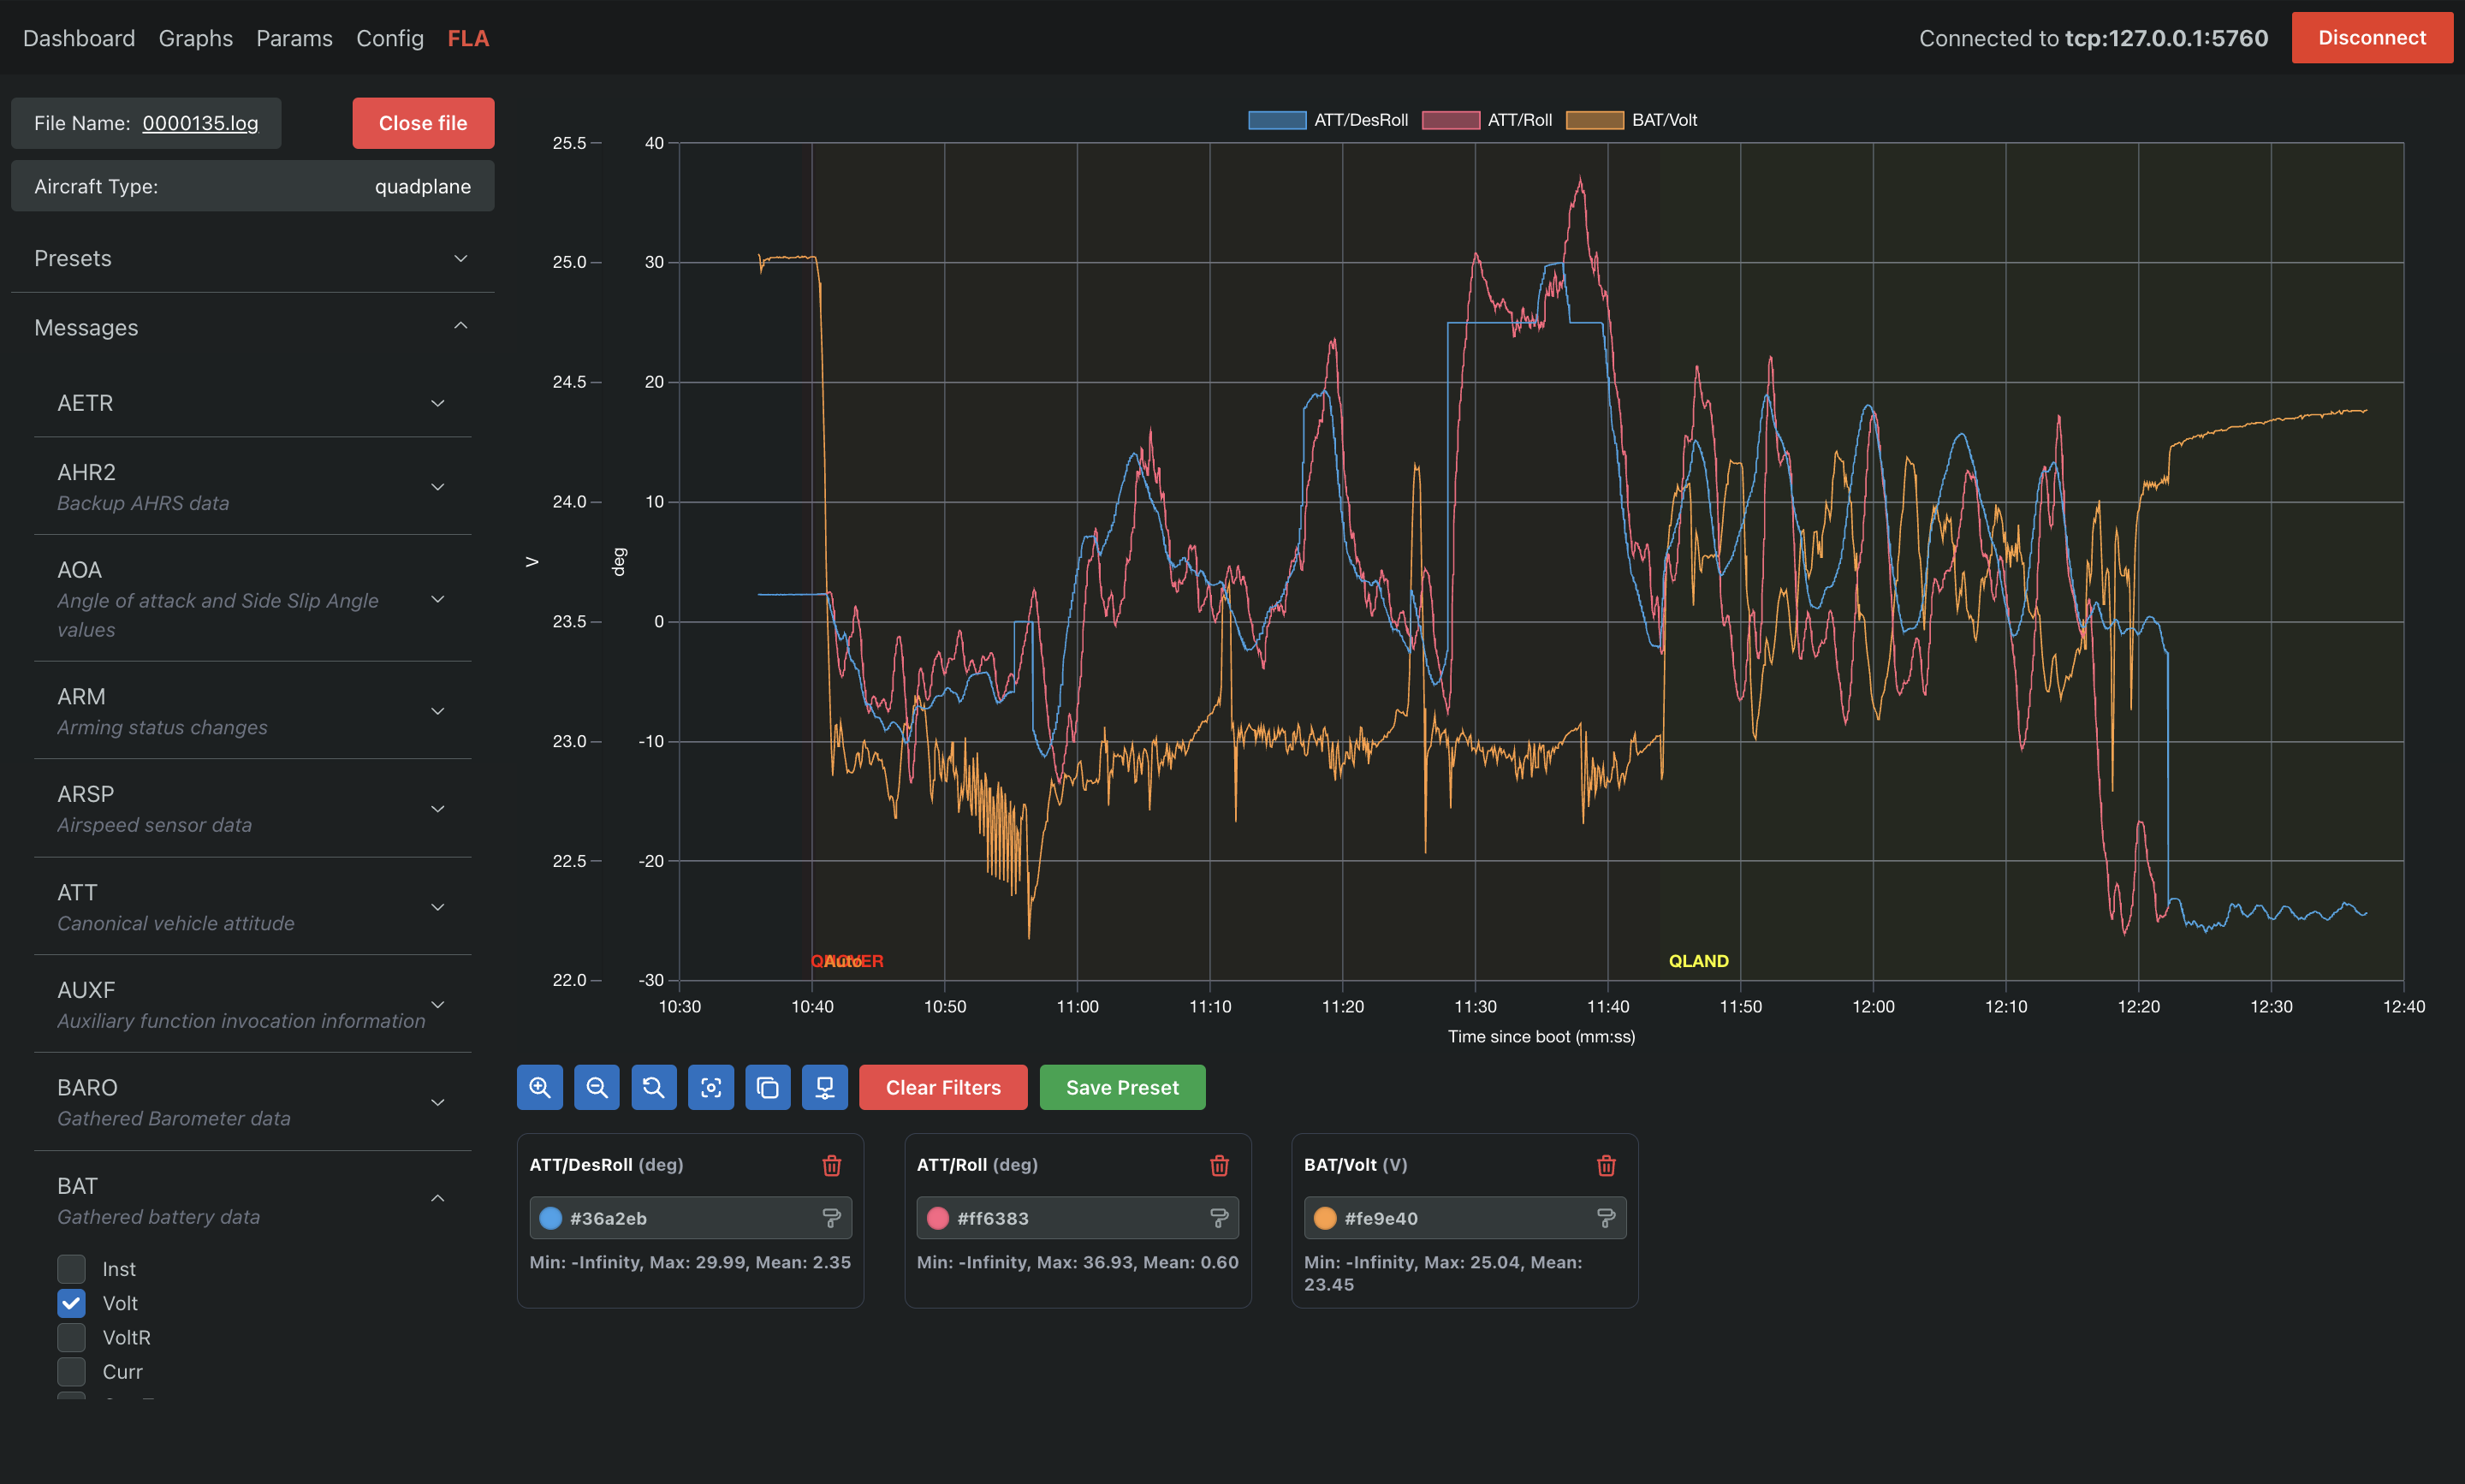 Dashboard Graphs Params Config FLA
Connected to tcp:127.0.0.1:5760 Disconnect
File Name: 0000135.log Close file
Aircraft Type: quadplane
Presets
Messages
AETR
AHR2
Backup AHRS data
AOA
Angle of attack and Side Slip Angle
values
ARM
Arming status changes
ARSP
Airspeed sensor data
ATT
Canonical vehicle attitude
AUXF
Auxiliary function invocation information
BARO
Gathered Barometer data
BAT
Gathered battery data
Inst
Volt
VoltR
Curr
ATT/DesRoll ATT/Roll BAT/Volt
25.5 40
25.0 30
24.5 20
24.0 10
V deg
23.5 0
23.0 -10
22.5 -20
22.0 -30
Auto QLAND
10:30 10:40 10:50 11:00 11:10 11:20 11:30 11:40 11:50 12:00 12:10 12:20 12:30 12:40
Time since boot (mm:ss)
Clear Filters Save Preset
ATT/DesRoll (deg)
#36a2eb
Min: -Infinity, Max: 29.99, Mean: 2.35
ATT/Roll (deg)
#ff6383
Min: -Infinity, Max: 36.93, Mean: 0.60
BAT/Volt (V)
#fe9e40
Min: -Infinity, Max: 25.04, Mean:
23.45